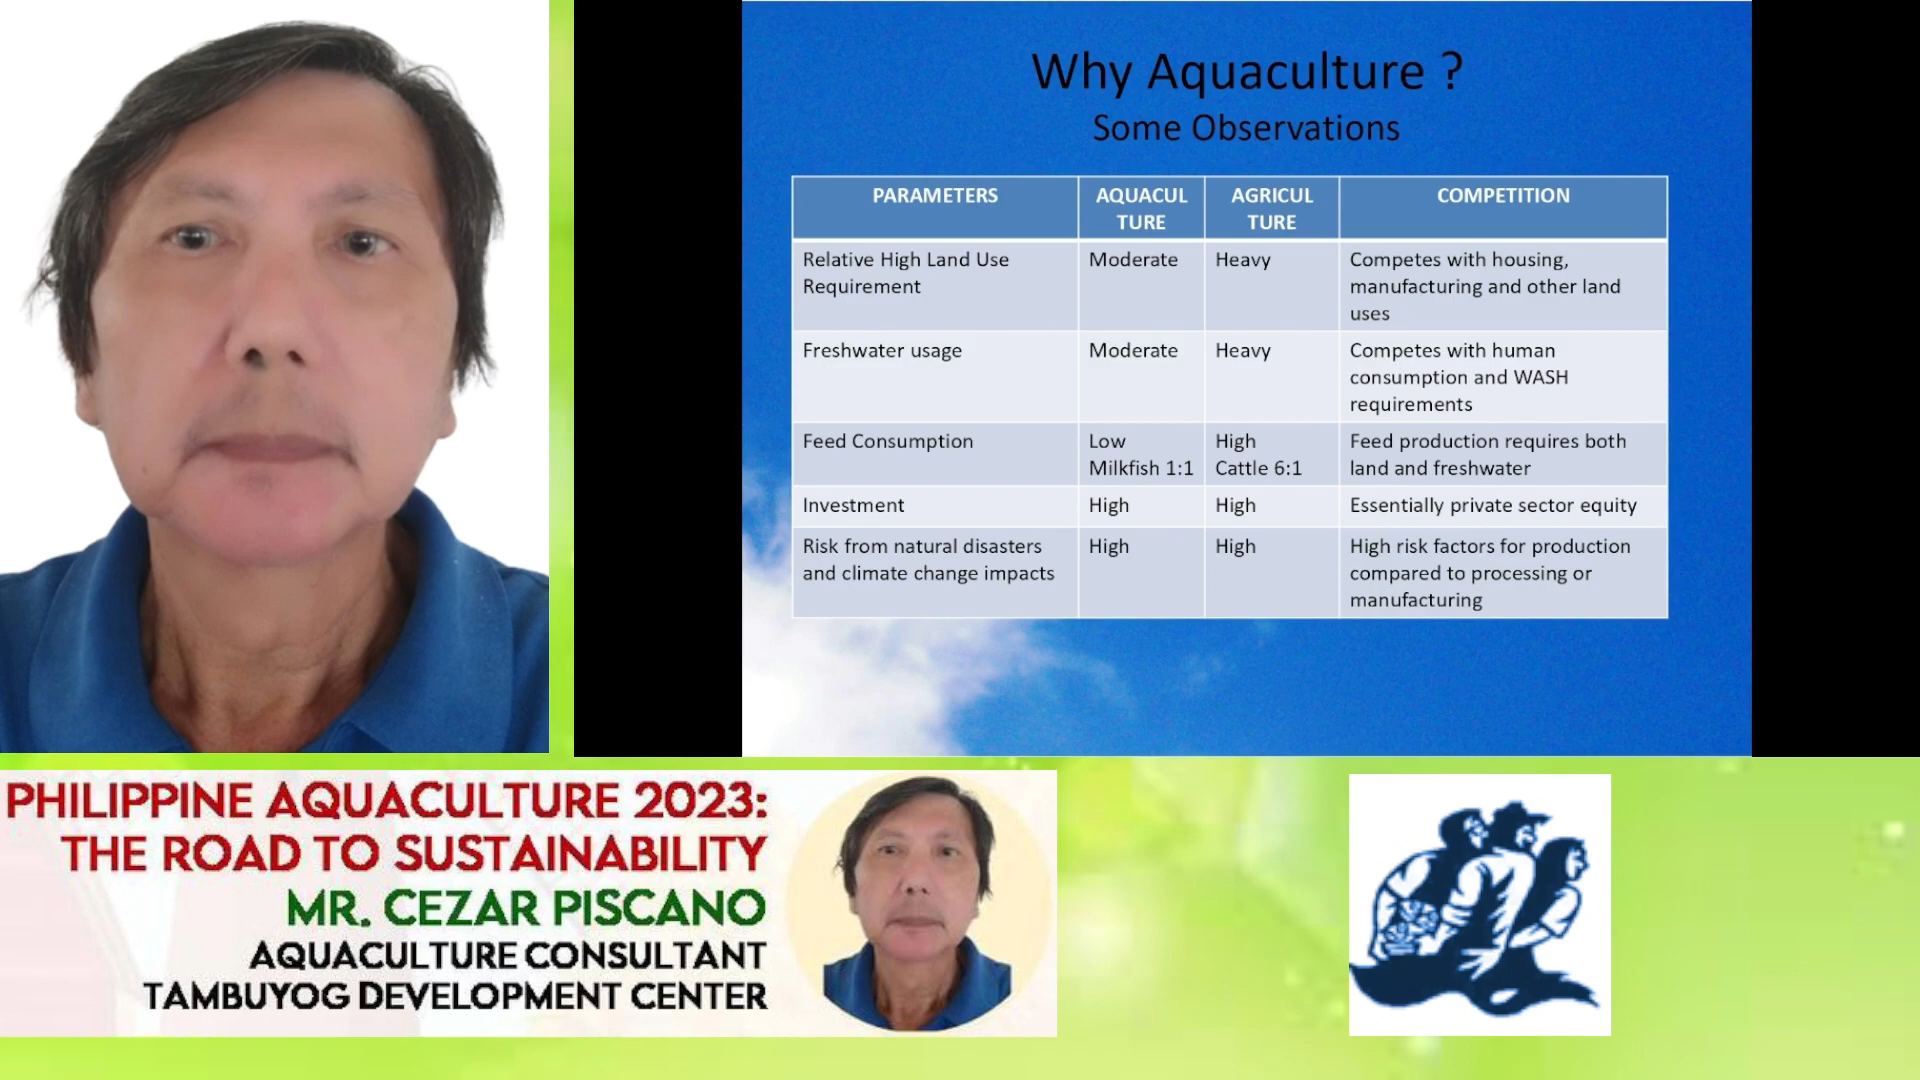 Why Aquaculture ?
Some Observations
PARAMETERS
AQUACUL
TURE
AGRICUL
TURE
COMPETITION
Relative High Land Use
Requirement
Moderate
Heavy
Competes with housing,
manufacturing and other land
uses
Freshwater usage
Moderate
Heavy
Competes with human
consumption and WASH
requirements
Feed Consumption
Low
Milkfish 1:1
High
Cattle 6:1
Feed production requires both
land and freshwater
Investment
High
High
Essentially private sector equity
Risk from natural disasters
and climate change impacts
High
High
High risk factors for production
compared to processing or
manufacturing
PHILIPPINE AQUACULTURE 2023:
THE ROAD TO SUSTAINABILITY
MR. CEZAR PISCANO
AQUACULTURE CONSULTANT
TAMBUYOG DEVELOPMENT CENTER